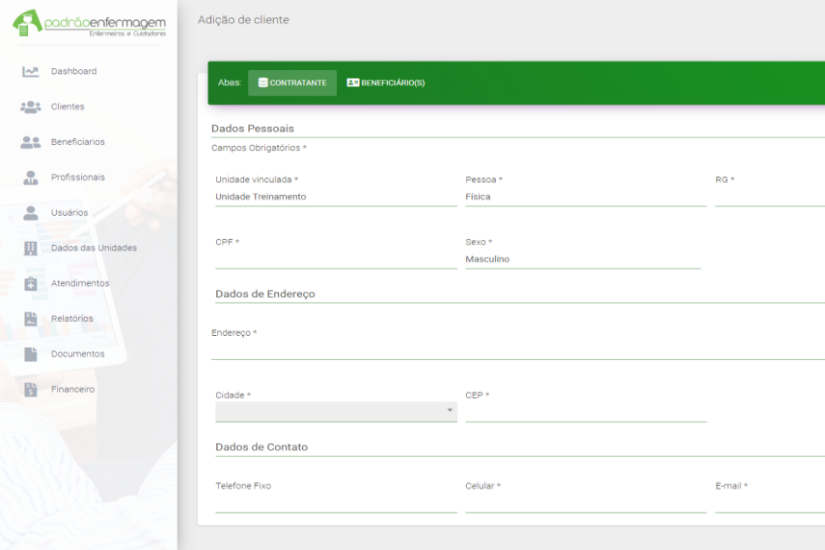 padrãoenfermagem
Enfermeiros e Cuidadores
Dashboard
Clientes
Beneficiarios
Profissionais
Usuários
Dados das Unidades
Atendimentos
Relatórios
Documentos
Financeiro
Adição de cliente
Abas: CONTRATANTE BENEFICIÁRIO(S)
Dados Pessoais
Campos Obrigatórios *
Unidade vinculada * Pessoa * RG *
Unidade Treinamento Física
CPF * Sexo *
Masculino
Dados de Endereço
Endereço *
Cidade * CEP *
Dados de Contato
Telefone Fixo Celular * E-mail *